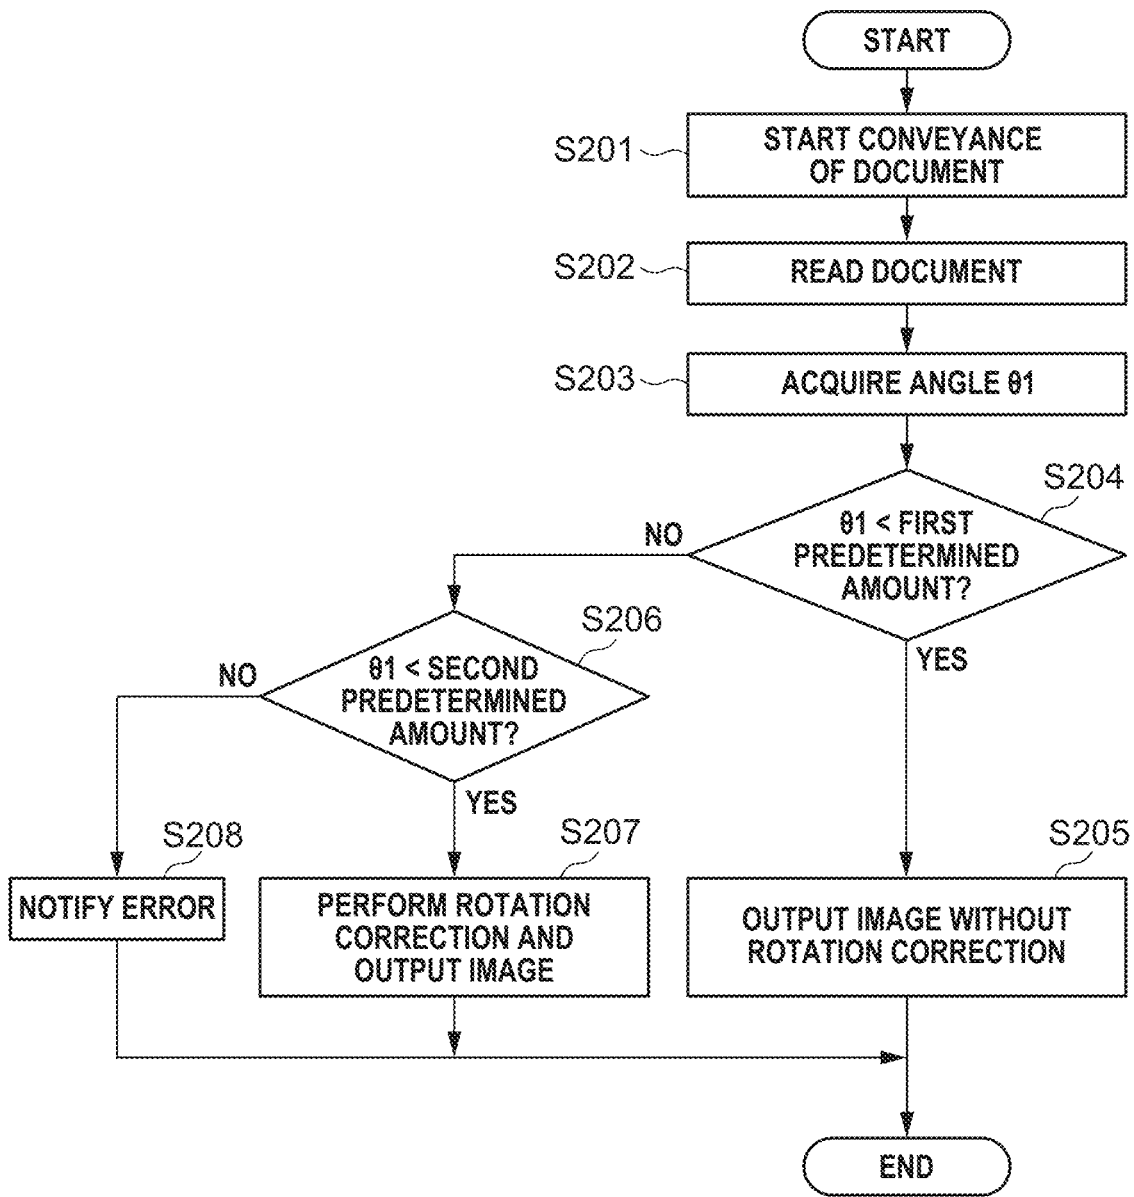 START
S201
START CONVEYANCE
OF DOCUMENT
S202
READ DOCUMENT
S203
ACQUIRE ANGLE θ1
S204
θ1 < FIRST
PREDETERMINED
AMOUNT?
NO
YES
S206
θ1 < SECOND
PREDETERMINED
AMOUNT?
NO
YES
S208
NOTIFY ERROR
S207
PERFORM ROTATION
CORRECTION AND
OUTPUT IMAGE
S205
OUTPUT IMAGE WITHOUT
ROTATION CORRECTION
END